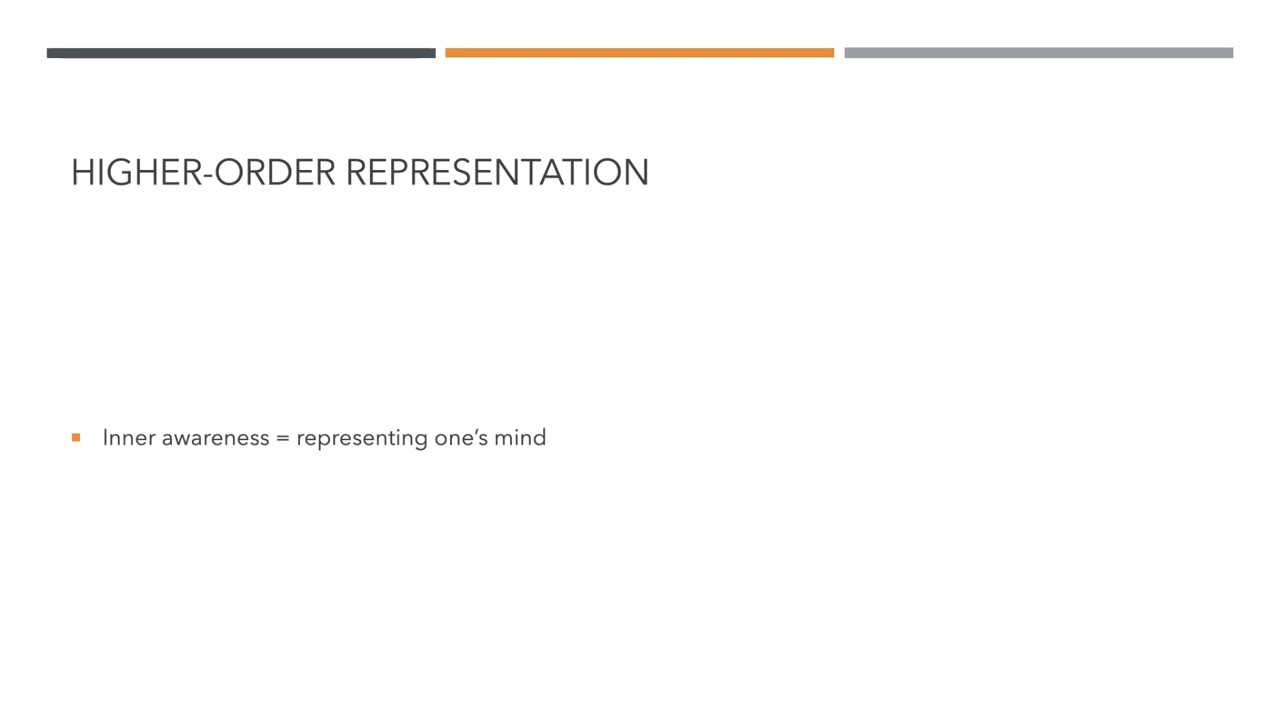 HIGHER-ORDER REPRESENTATION
Inner awareness = representing one’s mind